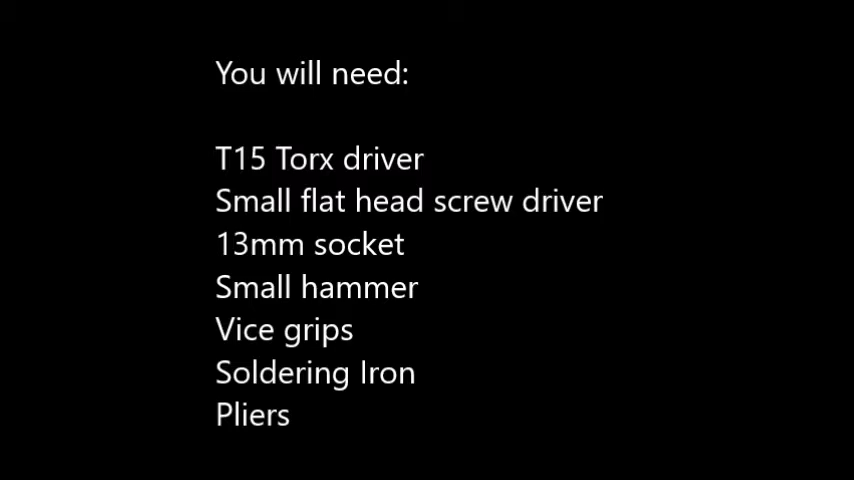 You will need:
T15 Torx driver
Small flat head screw driver
13mm socket
Small hammer
Vice grips
Soldering Iron
Pliers